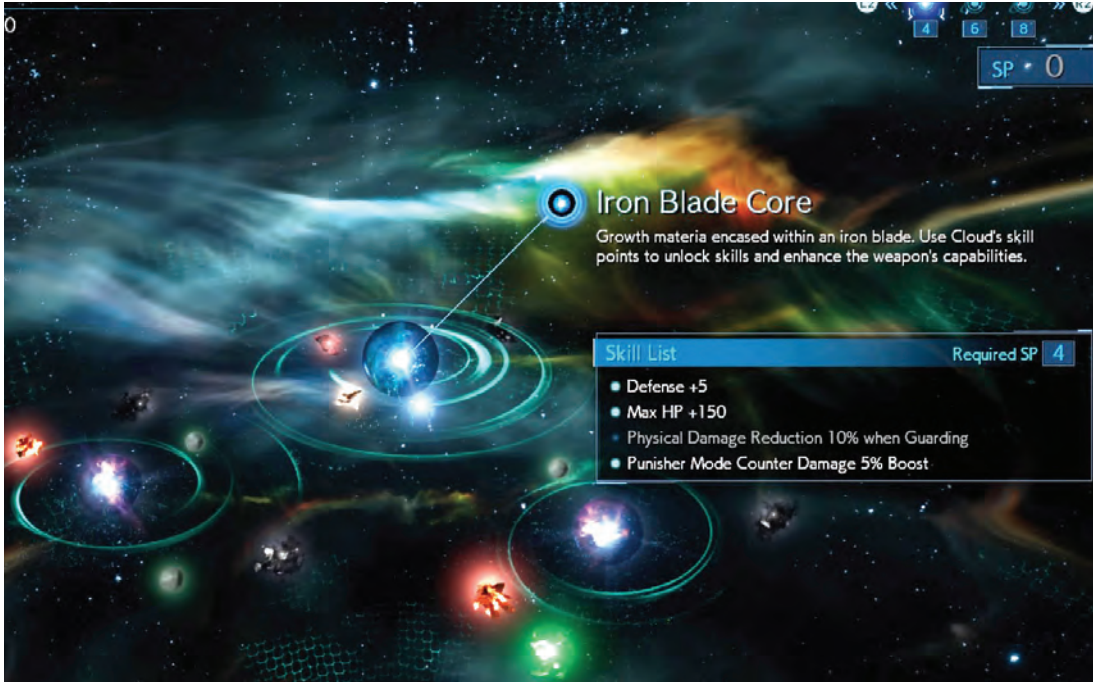 L2 « » R2
0
4 6 8
SP 0
Iron Blade Core
Growth materia encased within an iron blade. Use Cloud's skill
points to unlock skills and enhance the weapon's capabilities.
Skill List Required SP 4
Defense +5
Max HP +150
Physical Damage Reduction 10% when Guarding
Punisher Mode Counter Damage 5% Boost